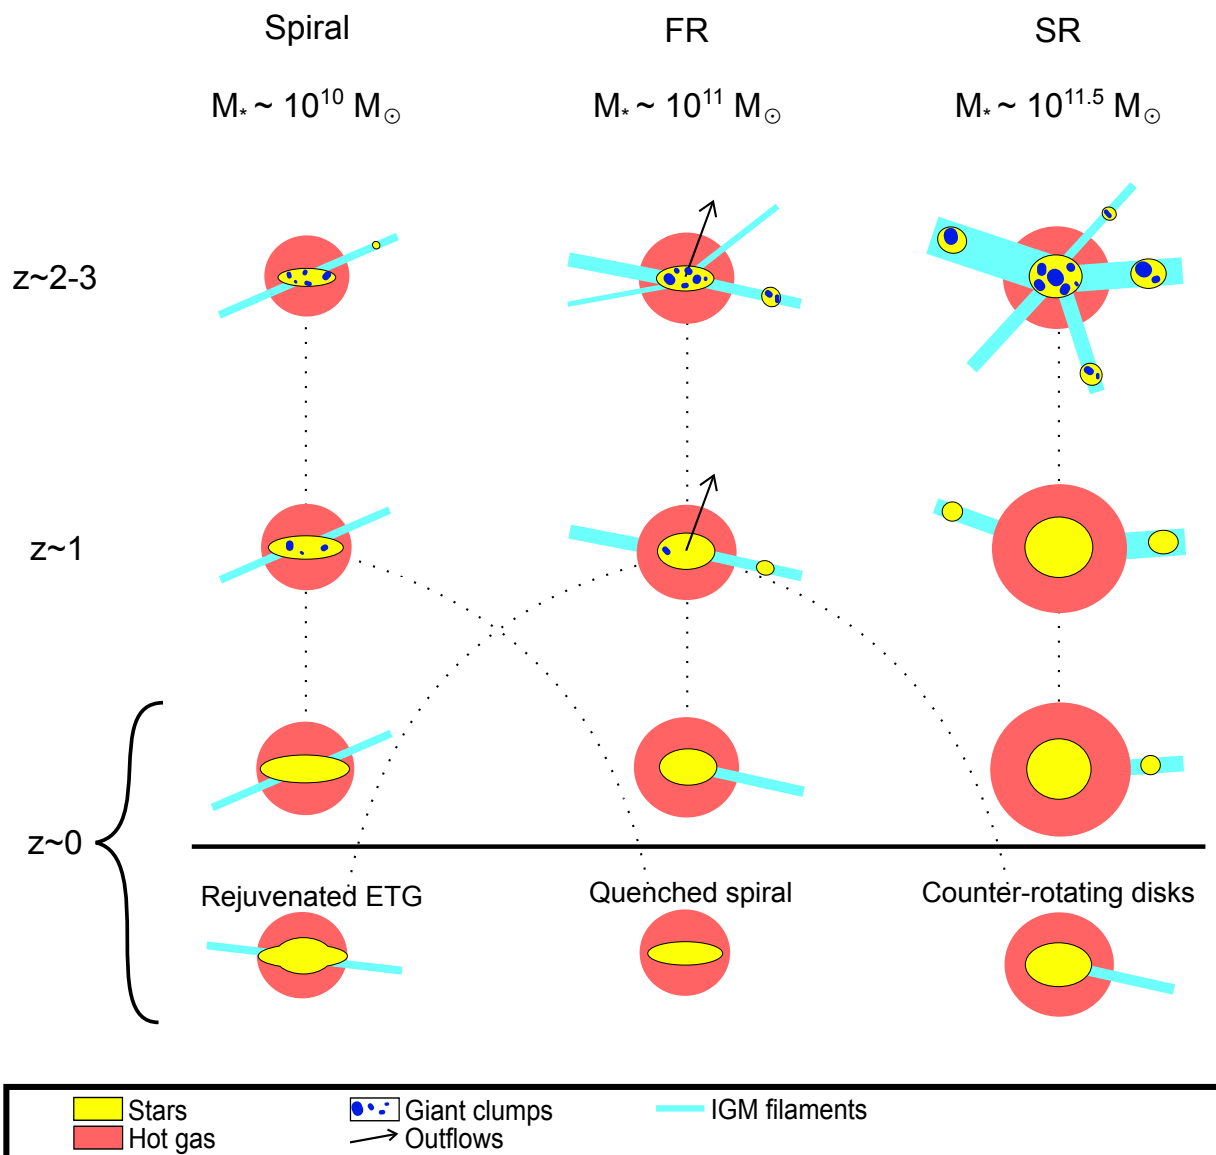 Spiral FR SR
M* ~ 10^10 M☉ M* ~ 10^11 M☉ M* ~ 10^11.5 M☉
z~2-3
z~1
z~0
Rejuvenated ETG Quenched spiral Counter-rotating disks
Stars Giant clumps IGM filaments
Hot gas Outflows